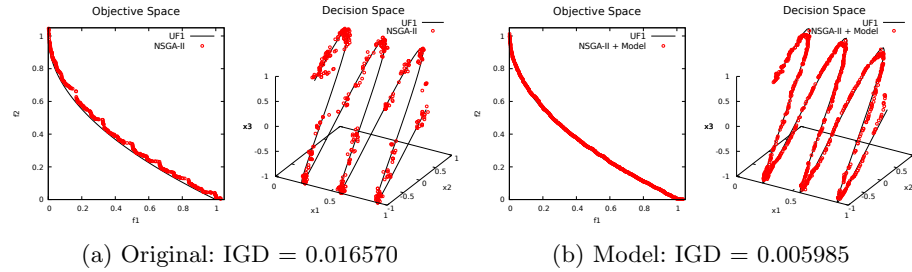 Objective Space
UF1
NSGA-II
f2
1
0.8
0.6
0.4
0.2
0
0 0.2 0.4 0.6 0.8 1
f1
Decision Space
UF1
NSGA-II
1
0.5
x3 0
-0.5
-1
0
0.5
1
x1
-1
-0.5
0
0.5
1
x2
Objective Space
UF1
NSGA-II + Model
f2
1
0.8
0.6
0.4
0.2
0
0 0.2 0.4 0.6 0.8 1
f1
Decision Space
UF1
NSGA-II + Model
1
0.5
x3 0
-0.5
-1
0
0.5
1
x1
-1
-0.5
0
0.5
1
x2
(a) Original: IGD = 0.016570
(b) Model: IGD = 0.005985